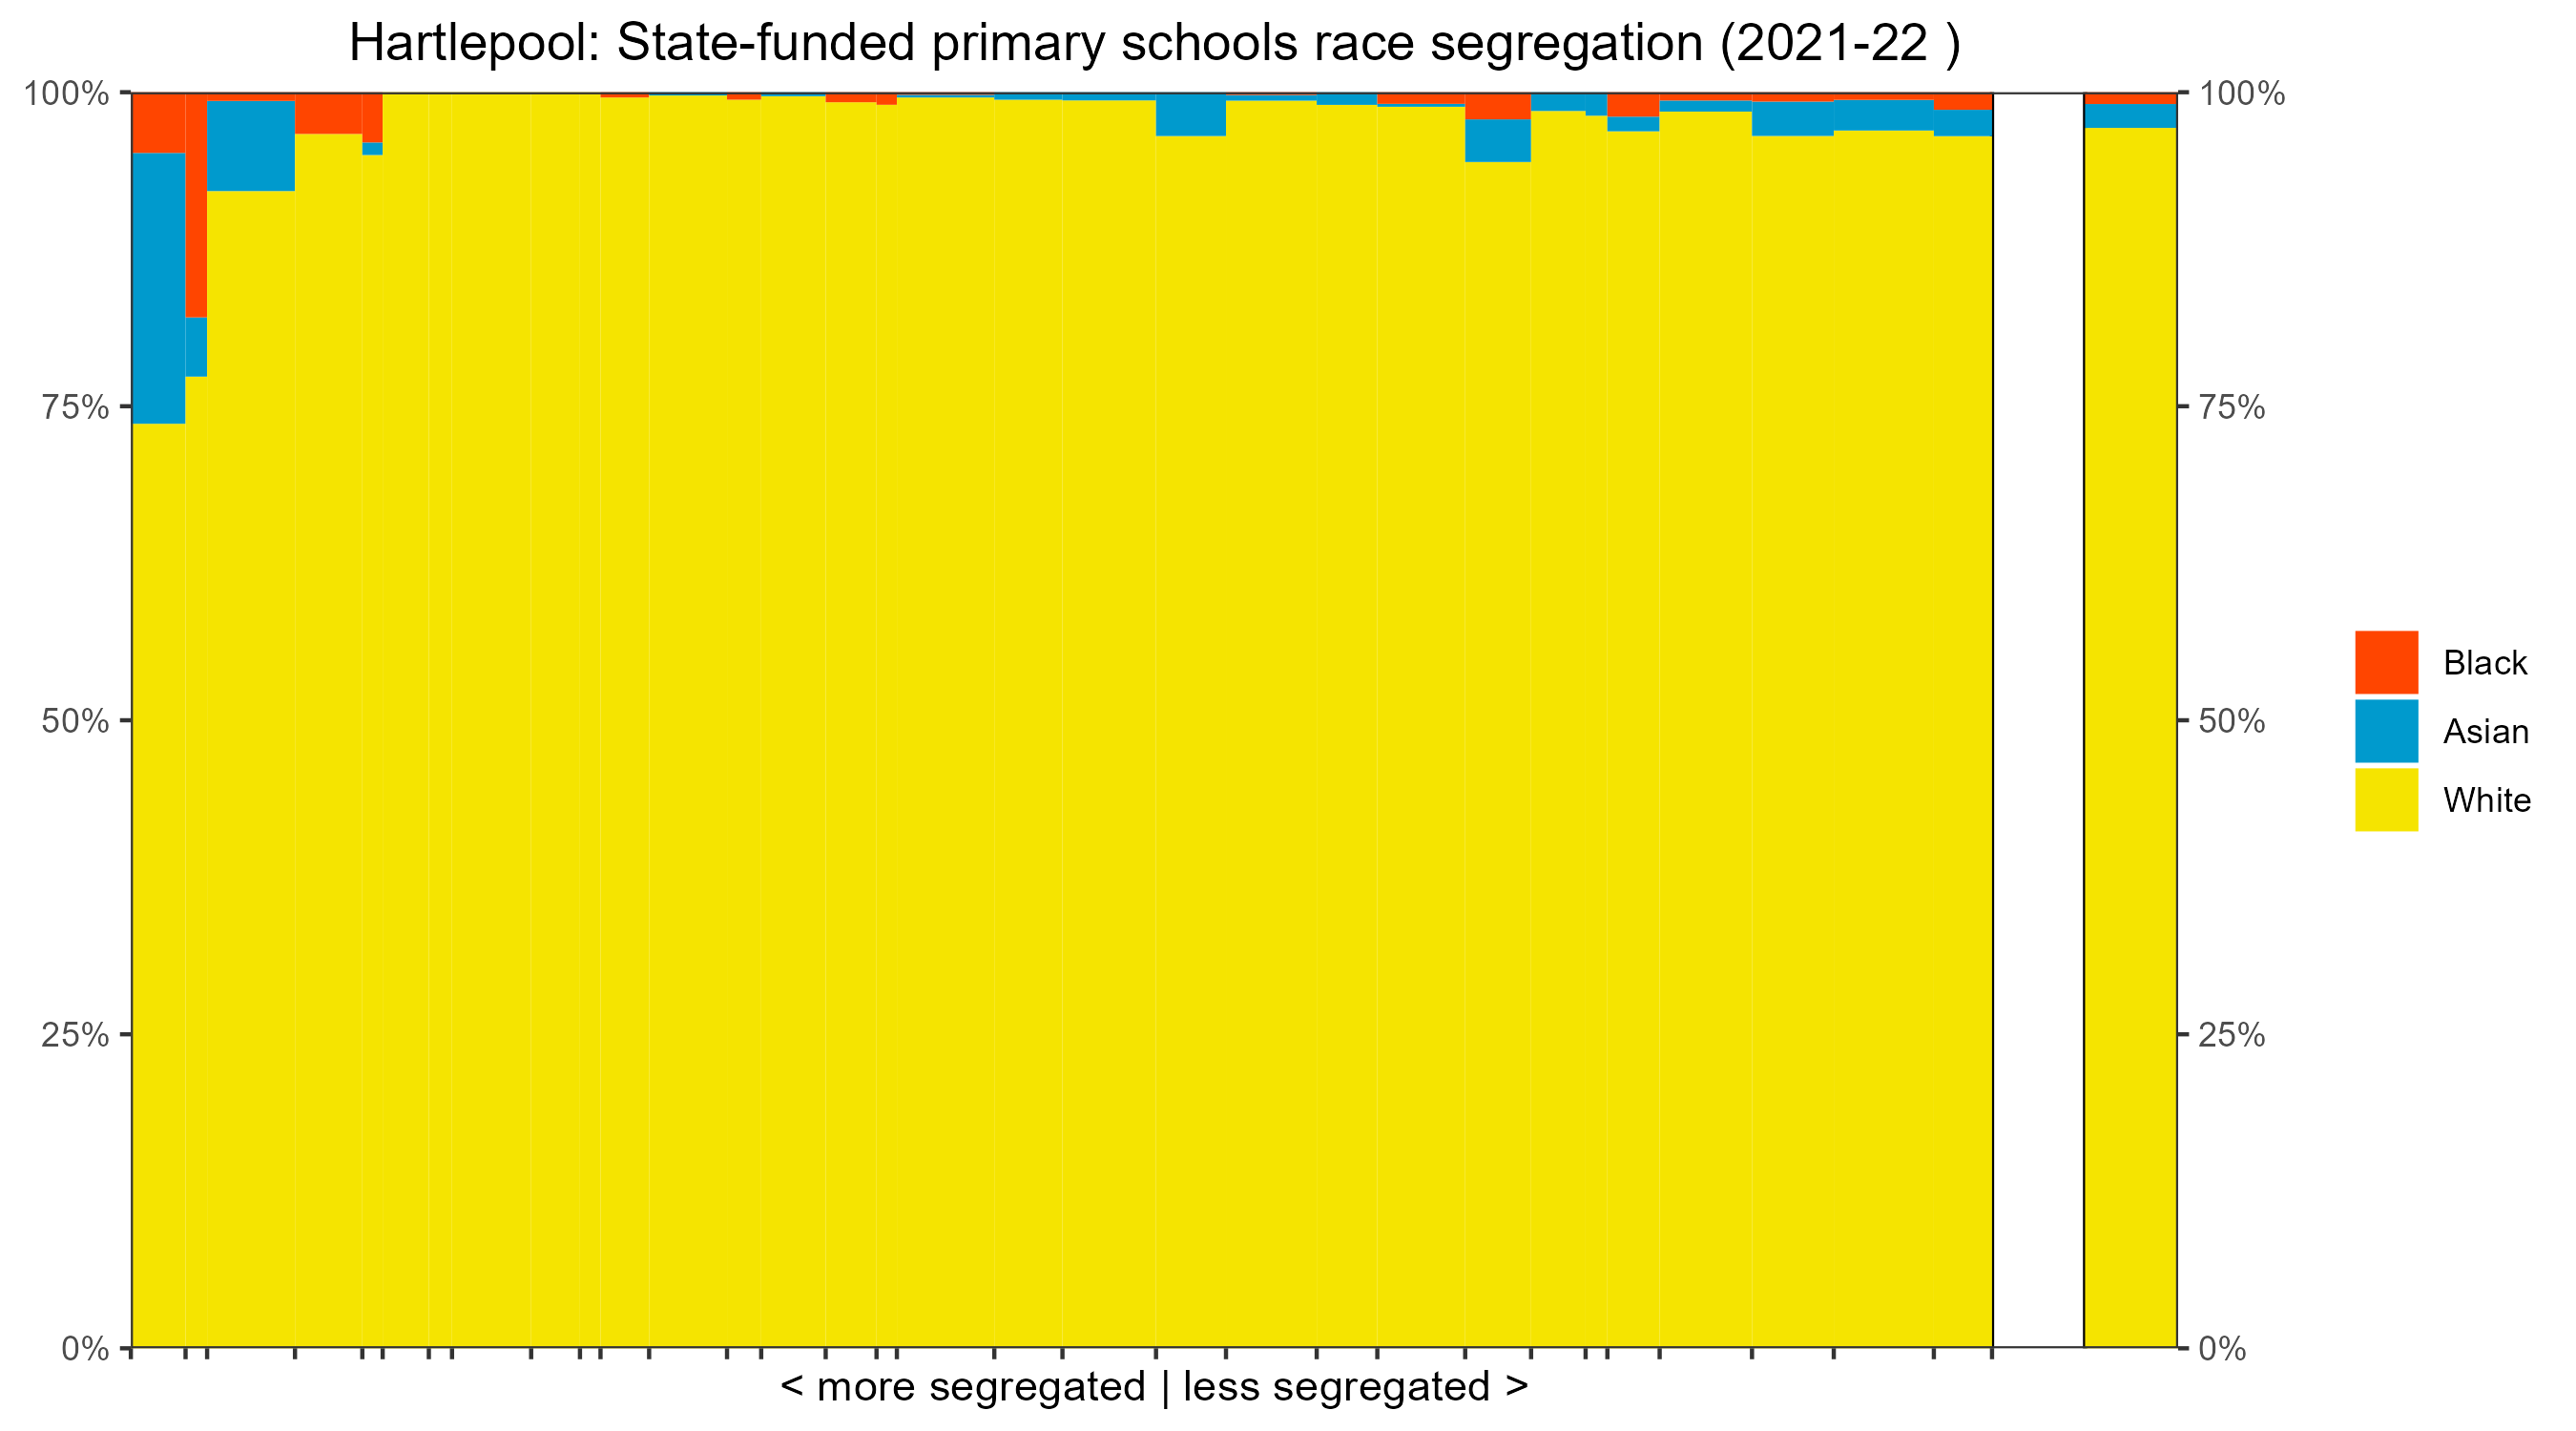 Hartlepool: State-funded primary schools race segregation (2021-22 )
100%
75%
50%
25%
0%
100%
75%
50%
25%
0%
Black
Asian
White
< more segregated | less segregated >